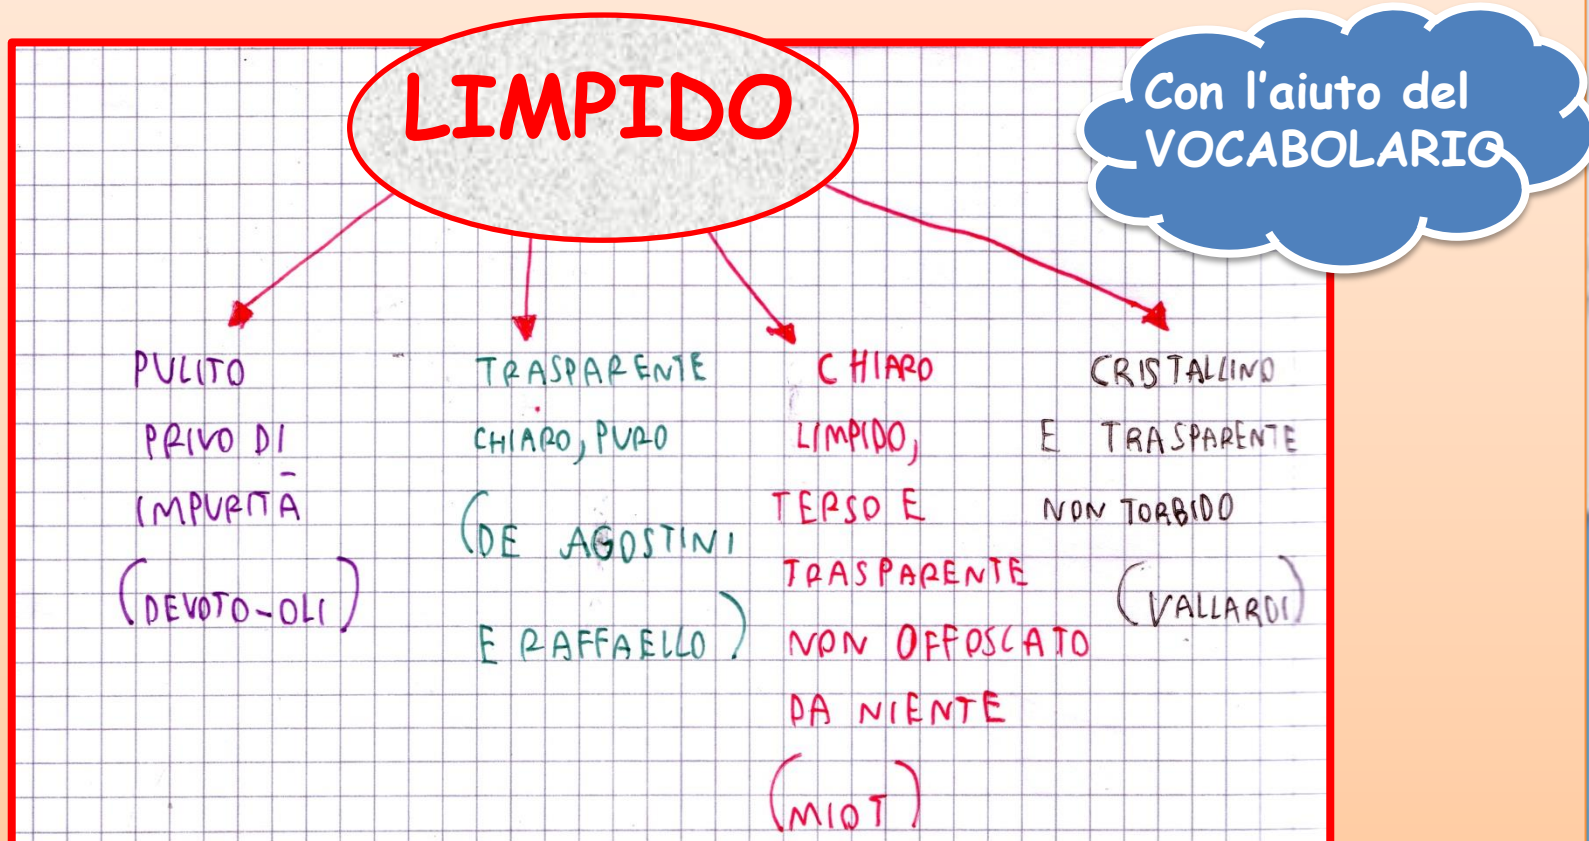 LIMPIDO
Con l'aiuto del
VOCABOLARIO
PULITO
PRIVO DI
IMPURITÀ
(DEVOTO-OLI)
TRASPARENTE
CHIARO, PURO
(DE AGOSTINI
E RAFFAELLO)
CHIARO
LIMPIDO,
TERSO E
TRASPARENTE
NON OFFOSCATO
DA NIENTE
(MIOT)
CRISTALLINO
E TRASPARENTE
NON TORBIDO
(VALLARDI)